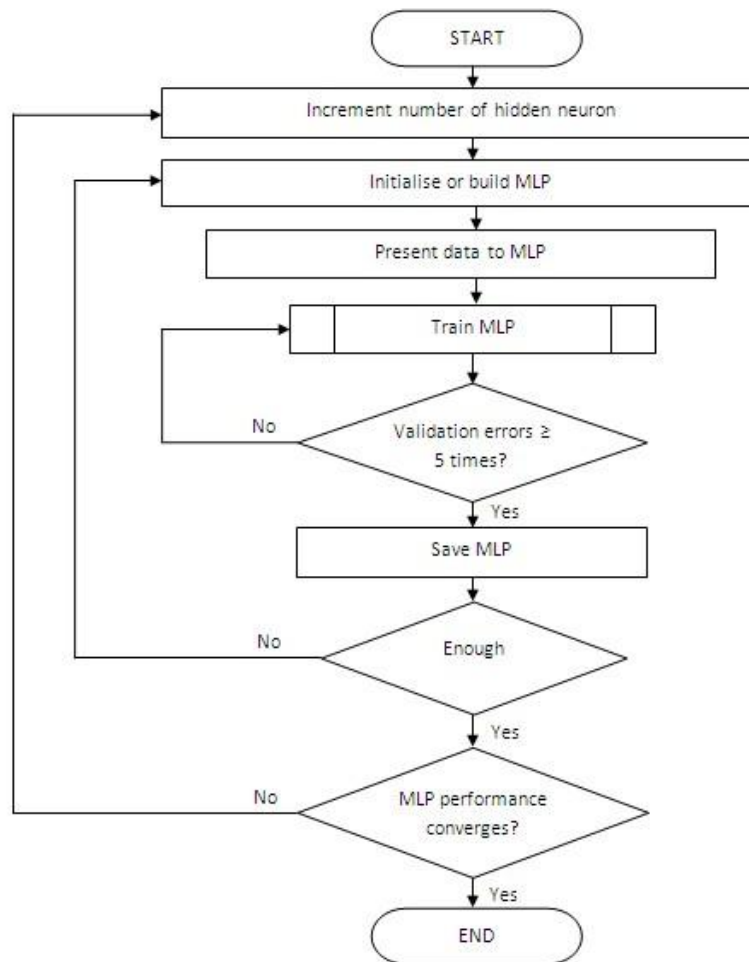 START
Increment number of hidden neuron
Initialise or build MLP
Present data to MLP
Train MLP
No
Validation errors ≥
5 times?
Yes
Save MLP
No
Enough
Yes
No
MLP performance
converges?
Yes
END